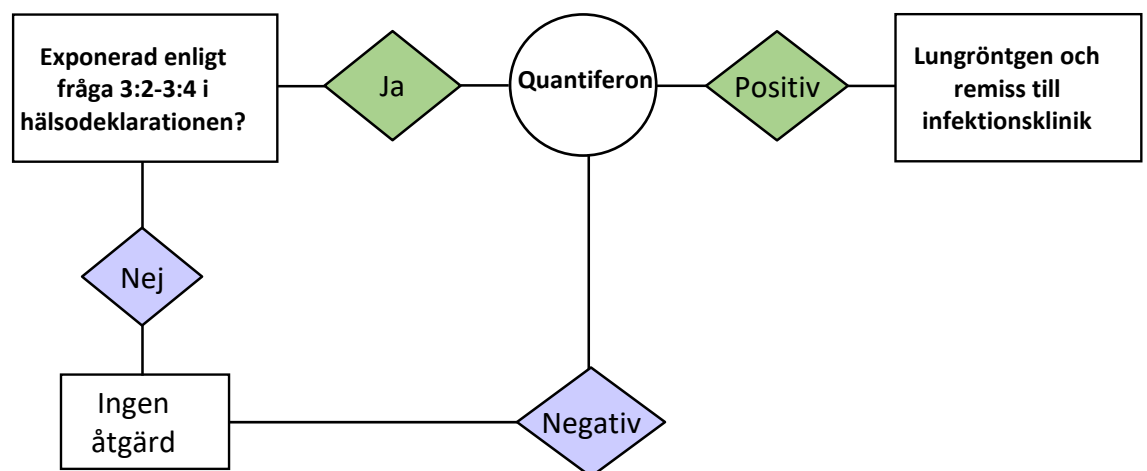 Exponerad enligt
fråga 3:2-3:4 i
hälsodeklarationen?
Ja
Quantiferon
Positiv
Lungröntgen och
remiss till
infektionsklinik
Nej
Ingen
åtgärd
Negativ